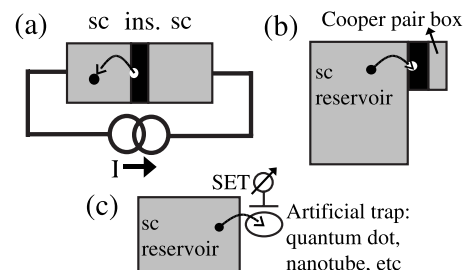 (a)
sc ins. sc
I
(b)
Cooper pair box
sc
reservoir
(c)
SET
sc
reservoir
Artificial trap:
quantum dot,
nanotube, etc